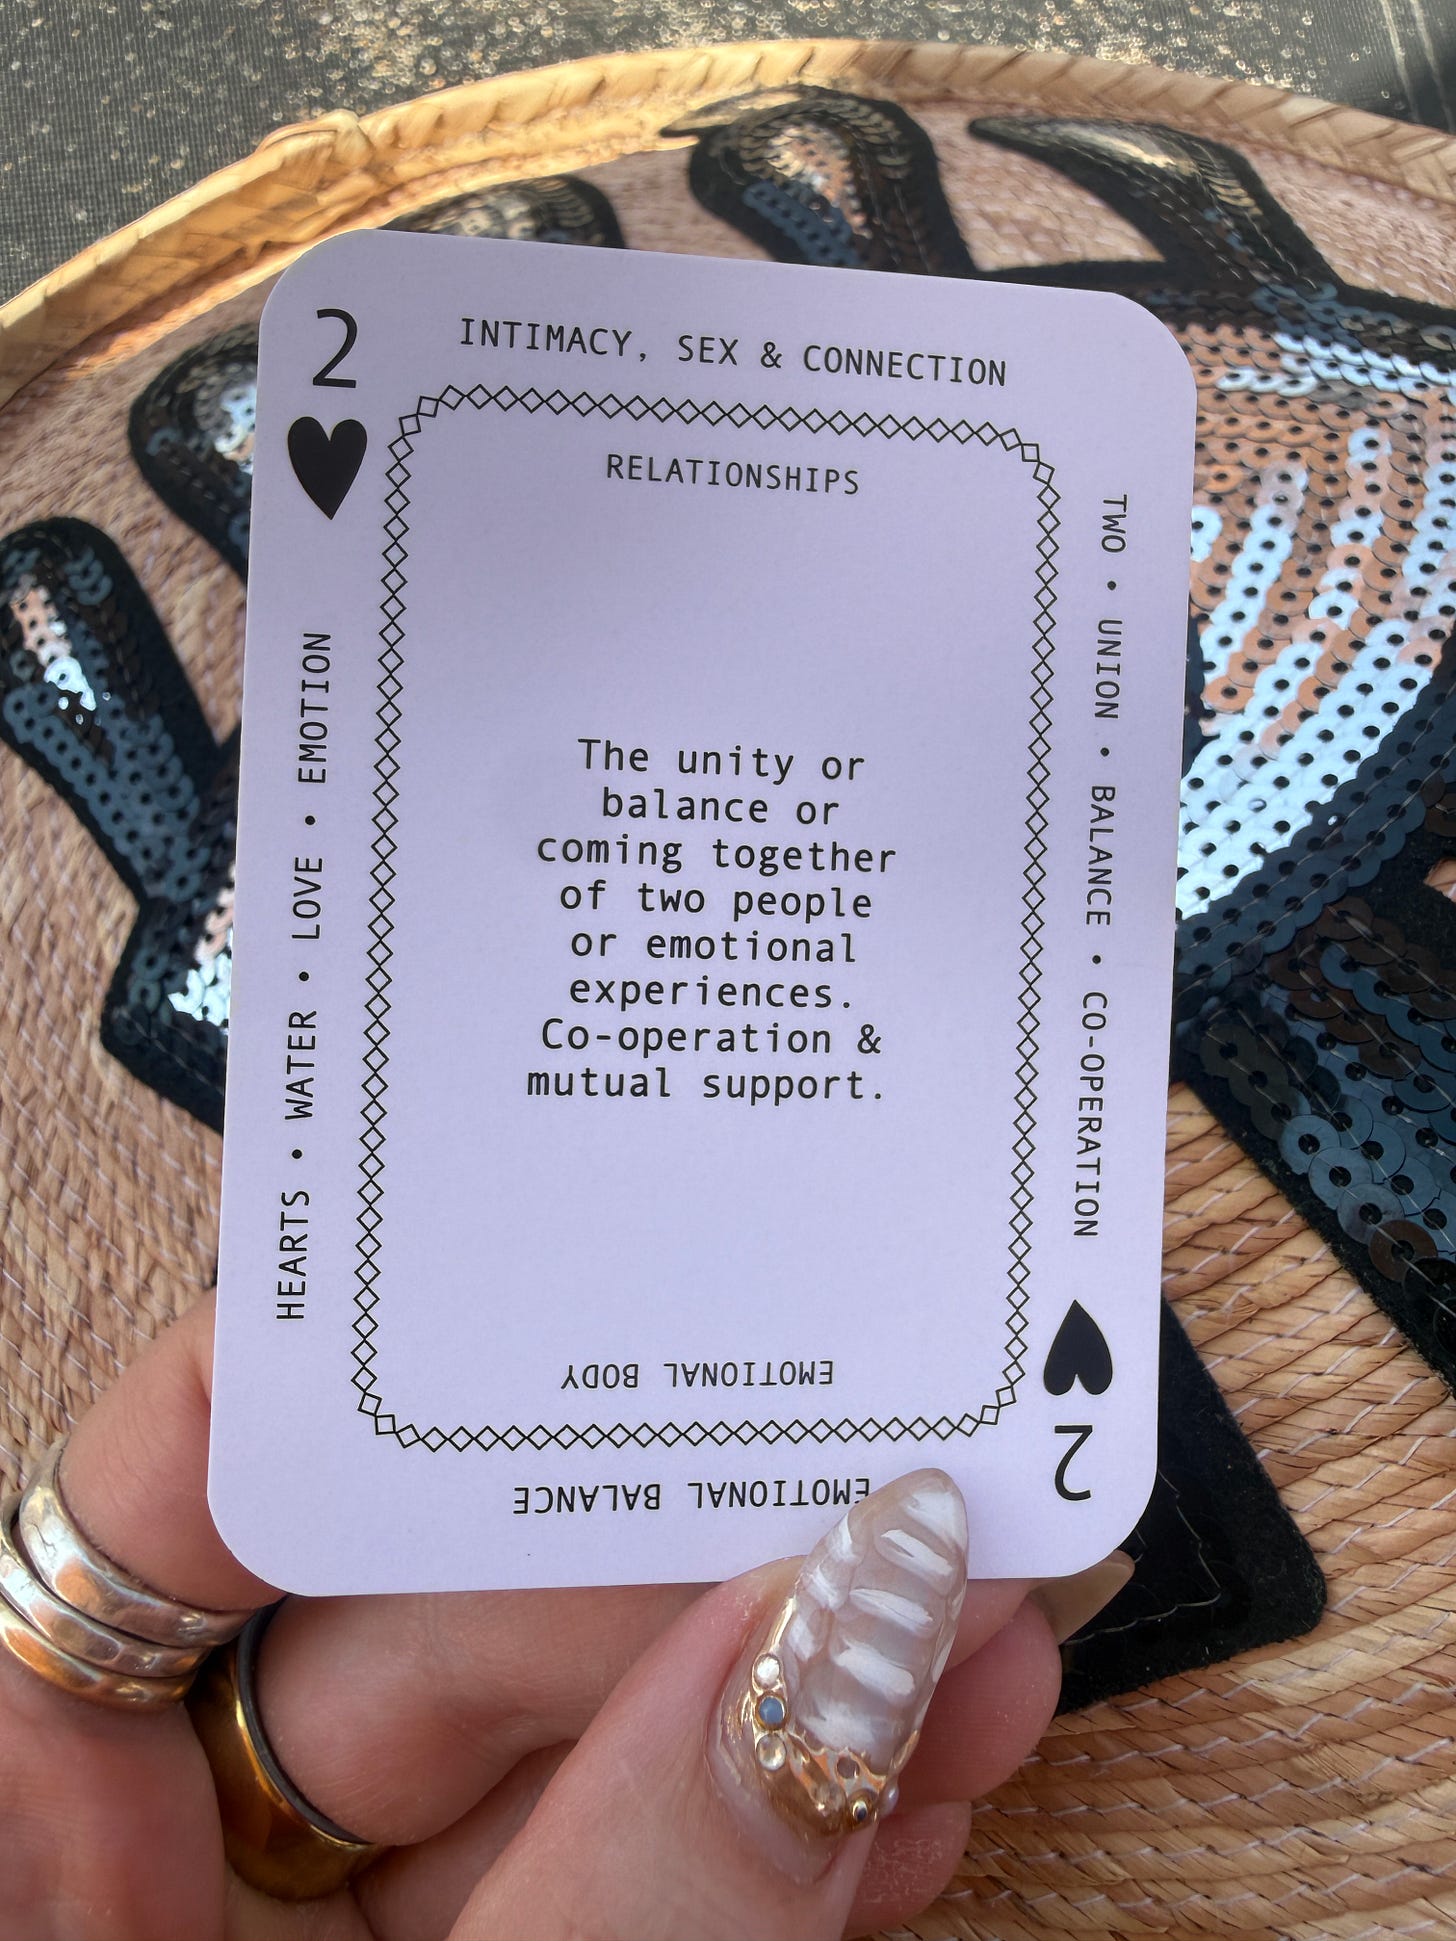 2
INTIMACY, SEX & CONNECTION
RELATIONSHIPS
TWO • UNION • BALANCE • CO-OPERATION
HEARTS • WATER • LOVE • EMOTION
The unity or
balance or
coming together
of two people
or emotional
experiences.
Co-operation &
mutual support.
EMOTIONAL BODY
EMOTIONAL BALANCE
2